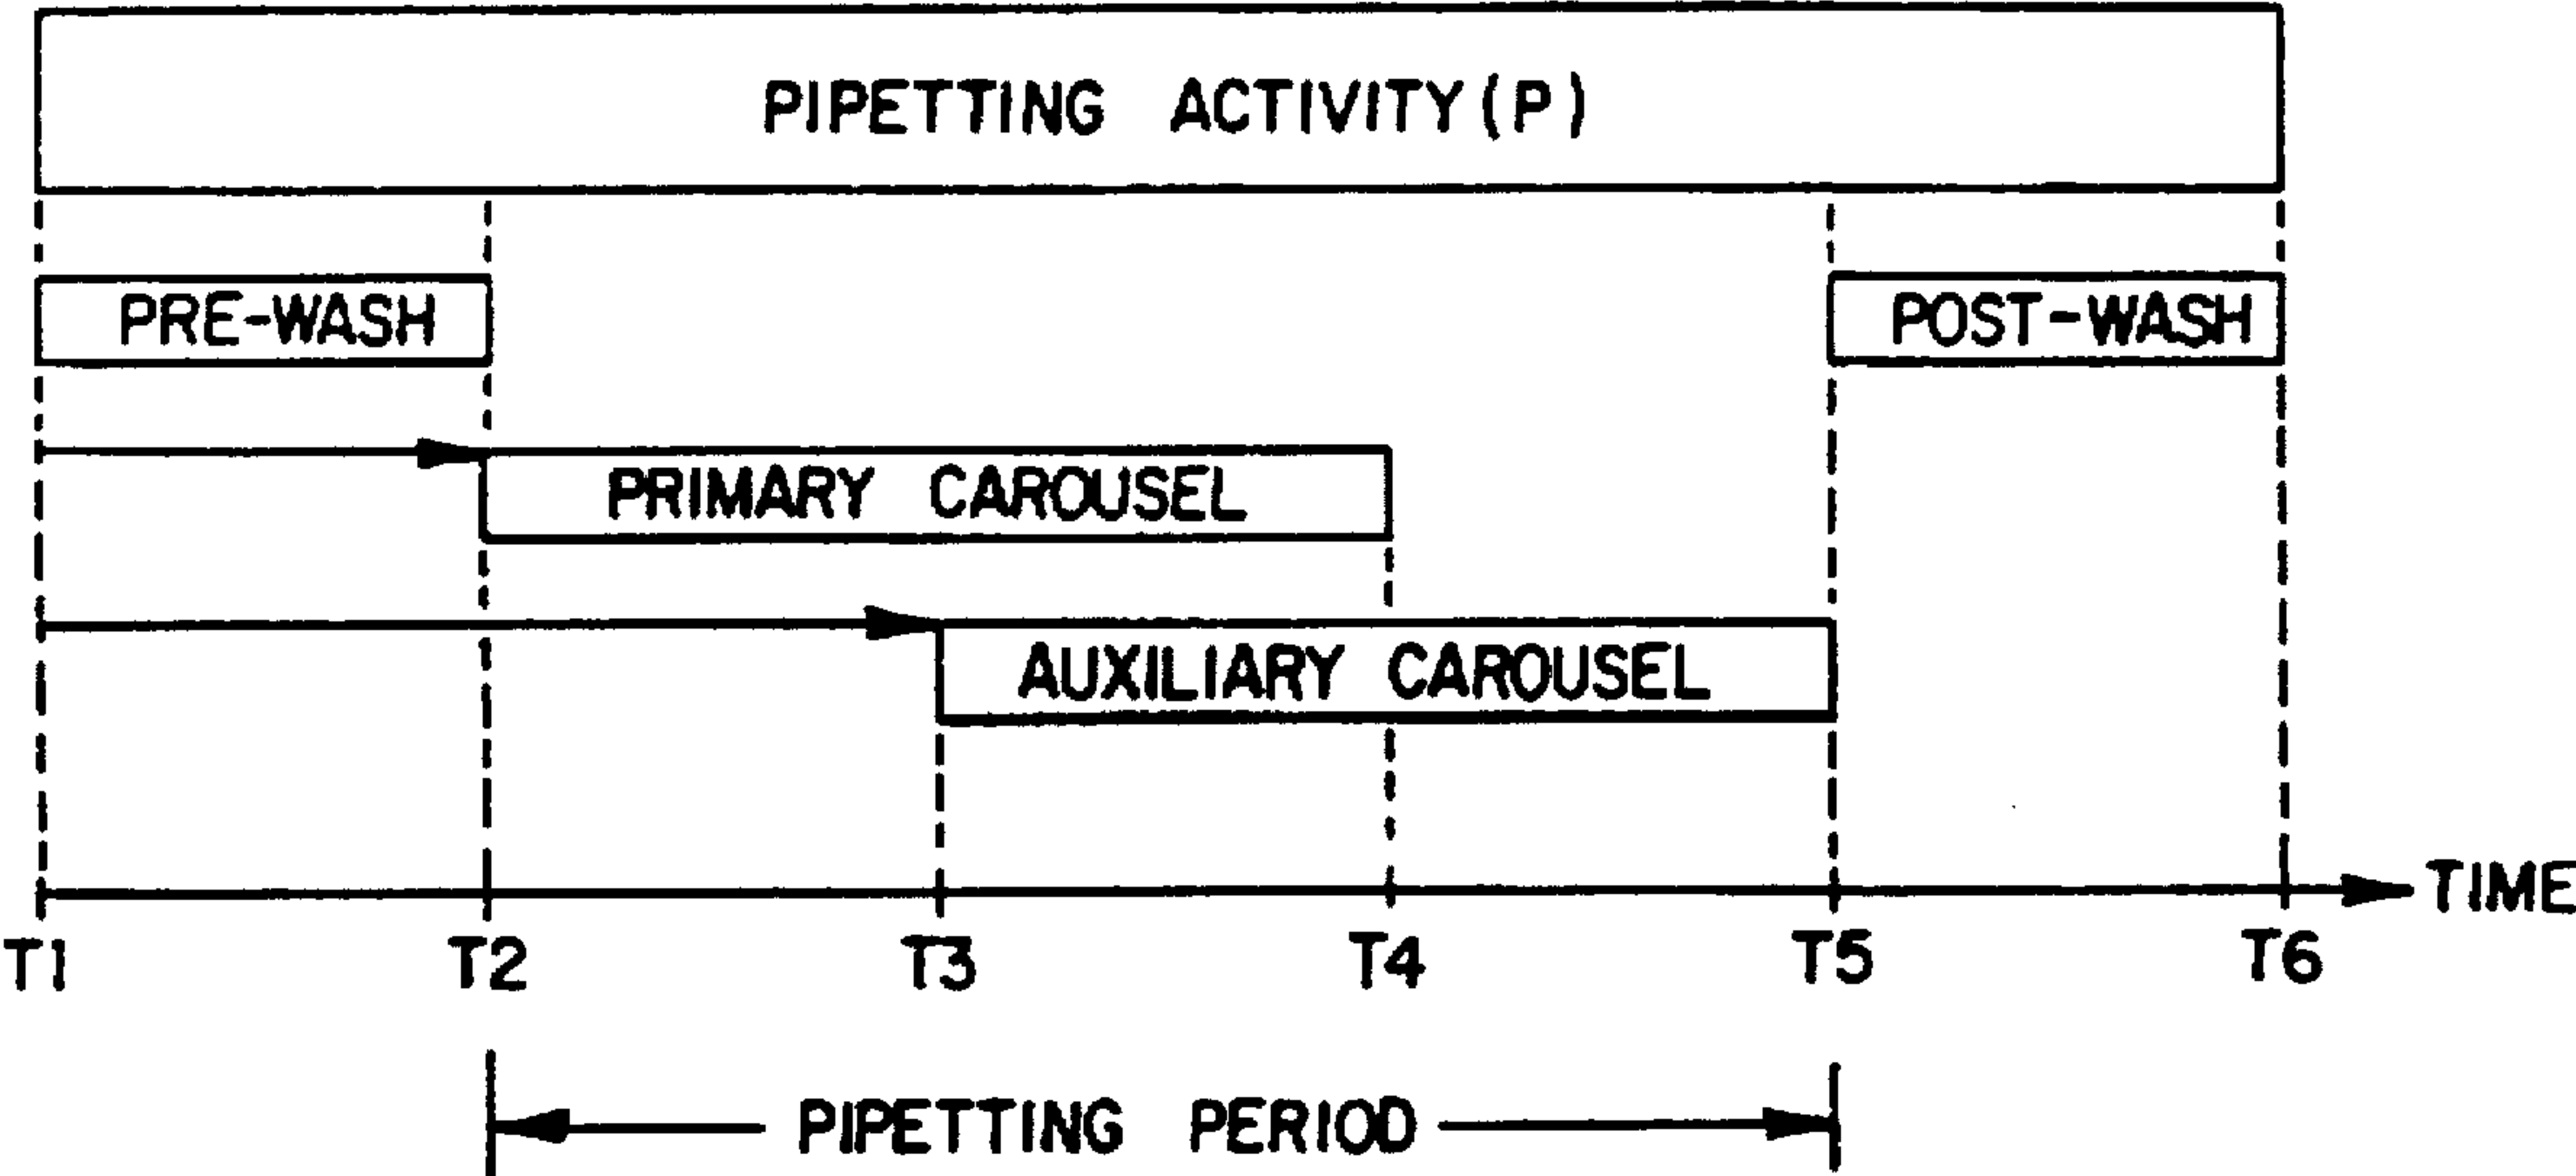 PIPETTING ACTIVITY(P)
PRE-WASH POST-WASH
PRIMARY CAROUSEL
AUXILIARY CAROUSEL
TIME
T1 T2 T3 T4 T5 T6
PIPETTING PERIOD